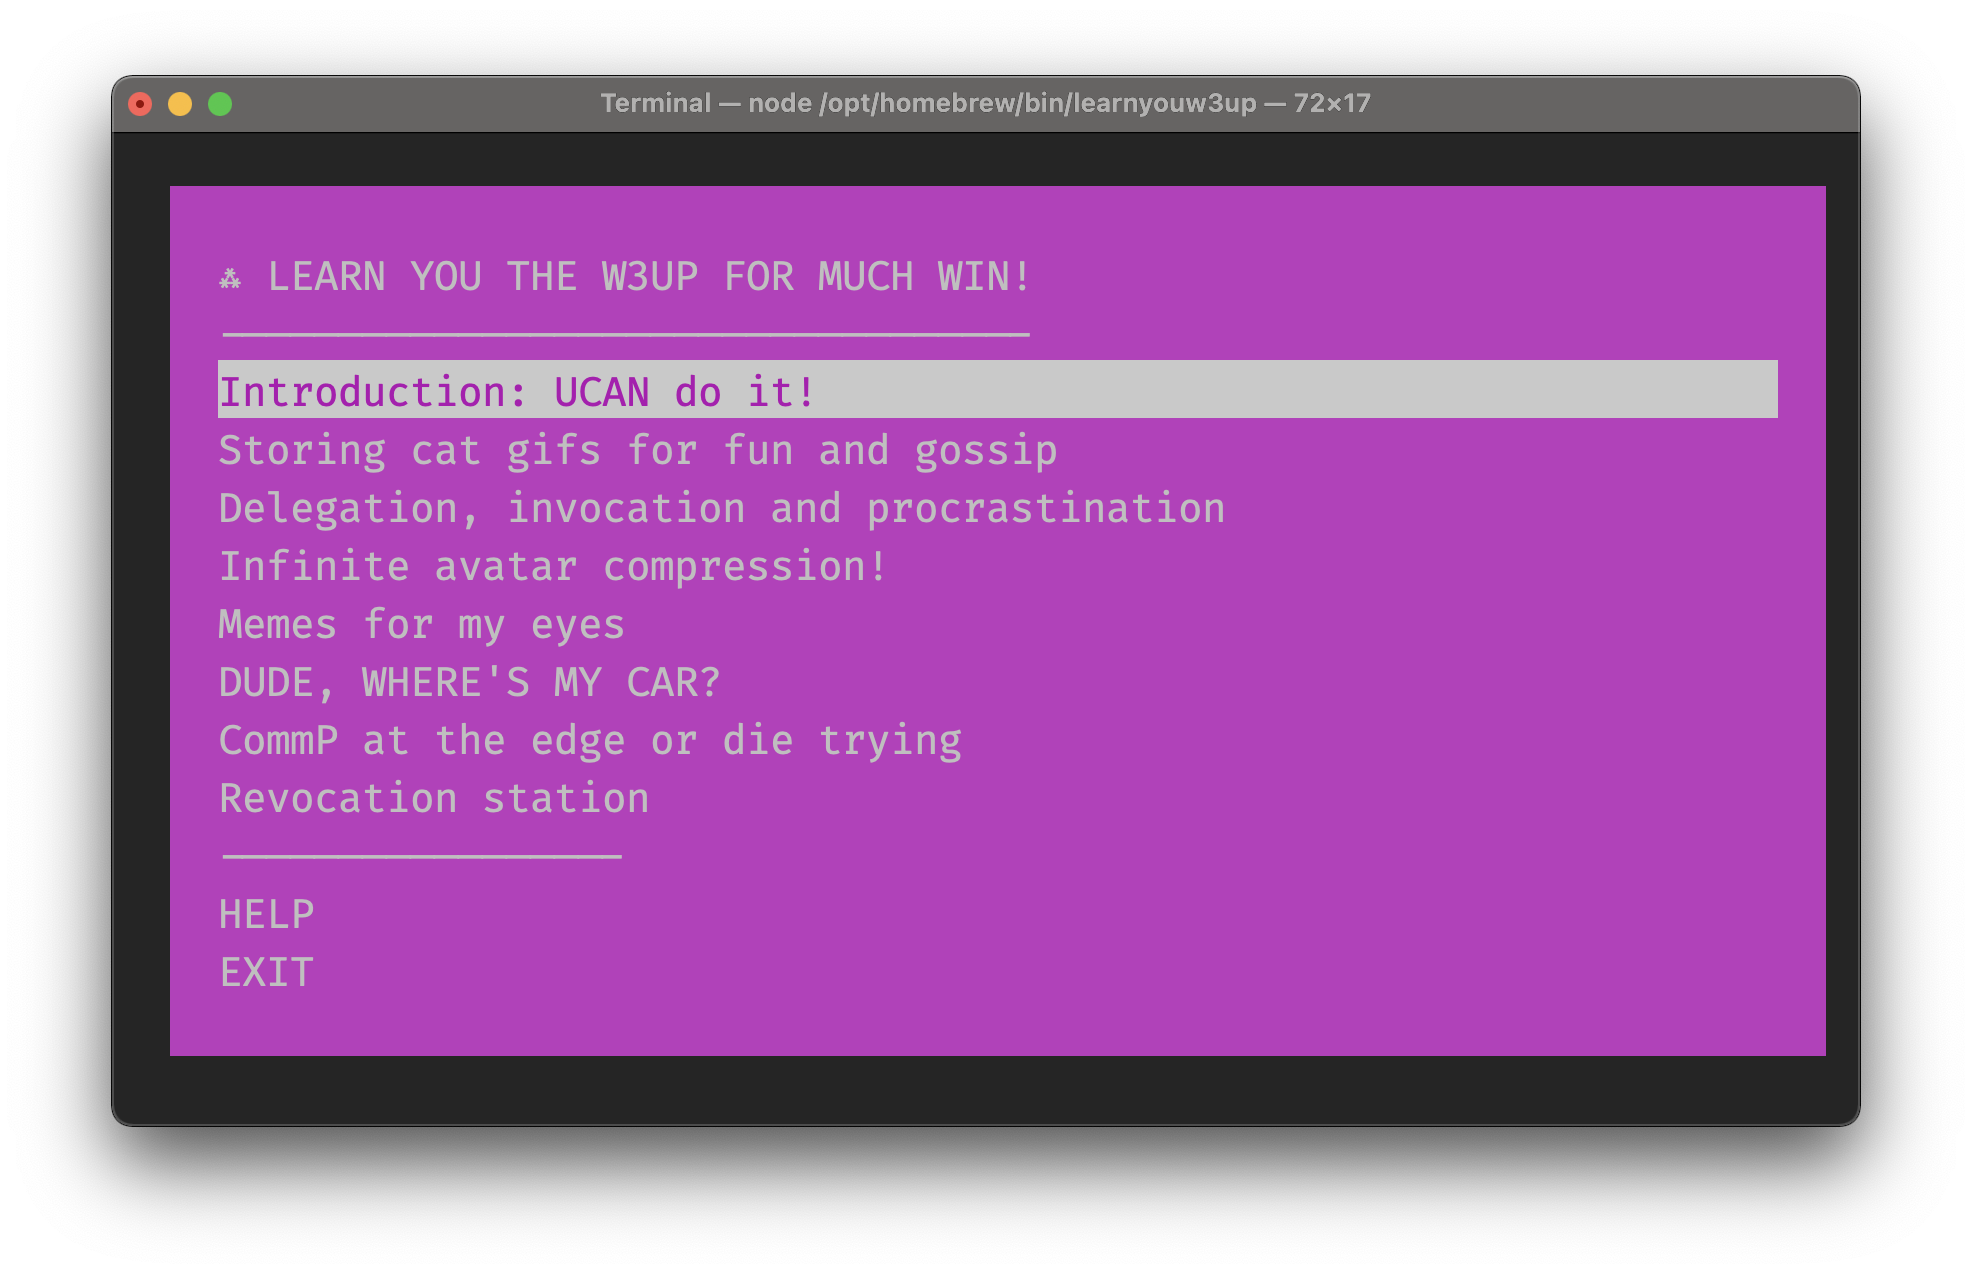 Terminal — node /opt/homebrew/bin/learnyouw3up — 72×17
⁂ LEARN YOU THE W3UP FOR MUCH WIN!
Introduction: UCAN do it!
Storing cat gifs for fun and gossip
Delegation, invocation and procrastination
Infinite avatar compression!
Memes for my eyes
DUDE, WHERE'S MY CAR?
CommP at the edge or die trying
Revocation station
HELP
EXIT